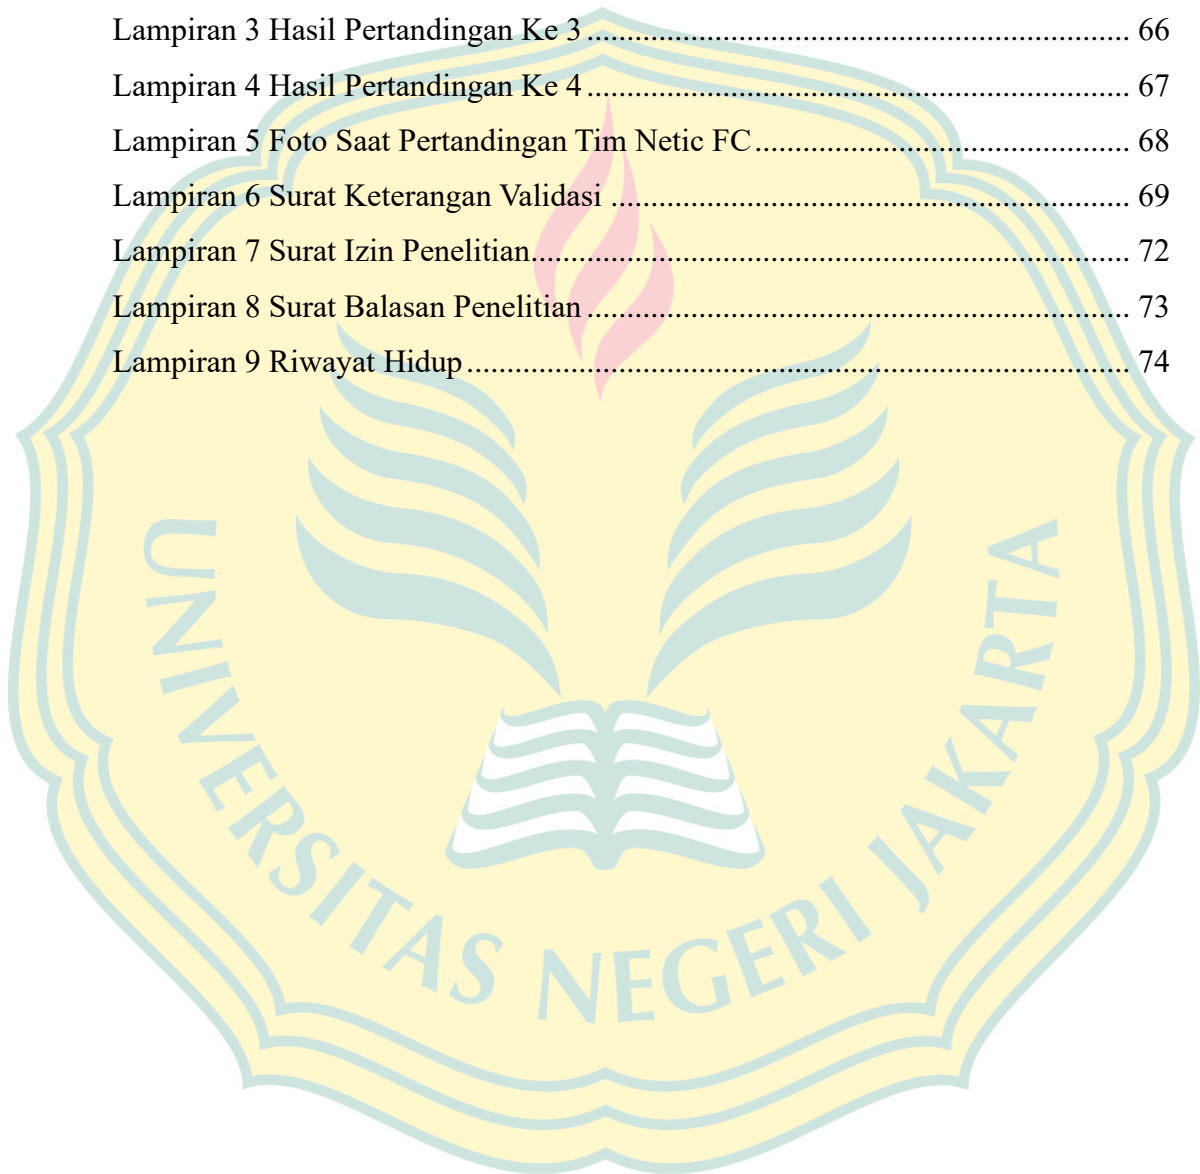 Lampiran 3 Hasil Pertandingan Ke 3 ........................................................................ 66
Lampiran 4 Hasil Pertandingan Ke 4 ........................................................................ 67
Lampiran 5 Foto Saat Pertandingan Tim Netic FC ................................................... 68
Lampiran 6 Surat Keterangan Validasi ..................................................................... 69
Lampiran 7 Surat Izin Penelitian............................................................................... 72
Lampiran 8 Surat Balasan Penelitian ........................................................................ 73
Lampiran 9 Riwayat Hidup ....................................................................................... 74
UNIVERSITAS NEGERI JAKARTA